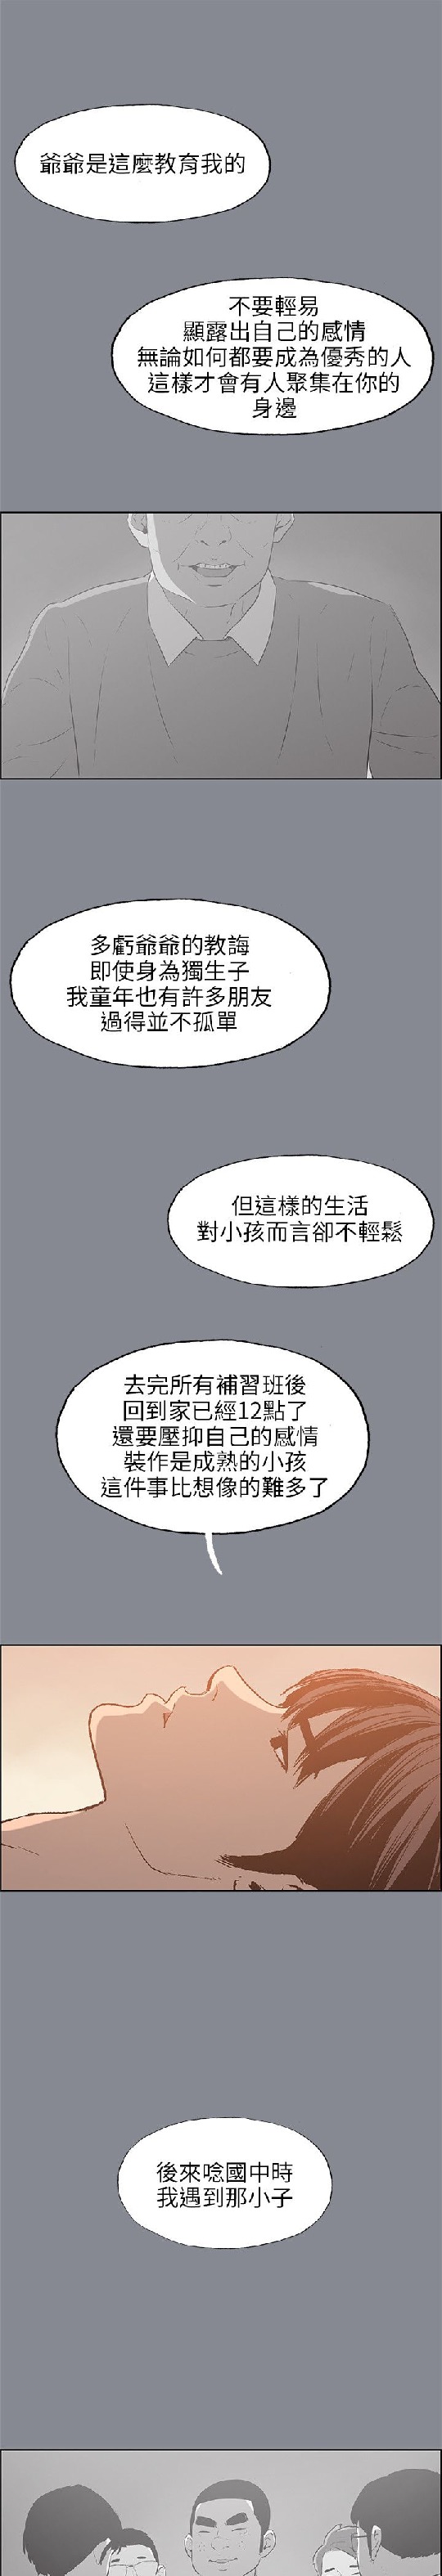 爺爺是這麼教育我的
不要輕易
顯露出自己的感情
無論如何都要成為優秀的人
這樣才會有人聚集在你的
身邊
多虧爺爺的教誨
即使身為獨生子
我童年也有許多朋友
過得並不孤單
但這樣的生活
對小孩而言卻不輕鬆
去完所有補習班後
回到家已經12點了
還要壓抑自己的感情
裝作是成熟的小孩
這件事比想像的難多了
後來唸國中時
我遇到那小子